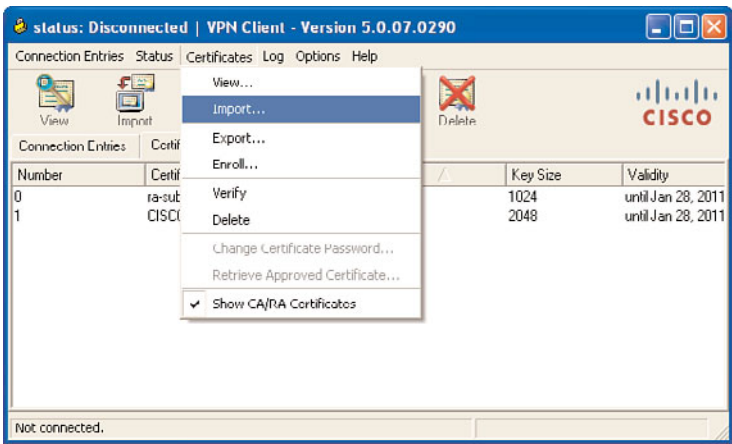 status: Disconnected | VPN Client - Version 5.0.07.0290
Connection Entries Status Certificates Log Options Help
View Import Delete
CISCO
View...
Import...
Export...
Enroll...
Verify
Delete
Change Certificate Password...
Retrieve Approved Certificate...
Show CA/RA Certificates
Connection Entries
Number Key Size Validity
0 ra-sub 1024 until Jan 28, 2011
1 2048 until Jan 28, 2011
Not connected.